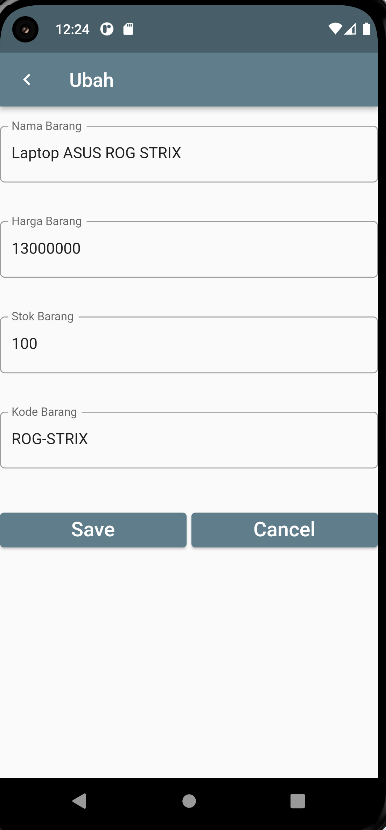 12:24
Ubah
Nama Barang
Laptop ASUS ROG STRIX
Harga Barang
13000000
Stok Barang
100
Kode Barang
ROG-STRIX
Save Cancel